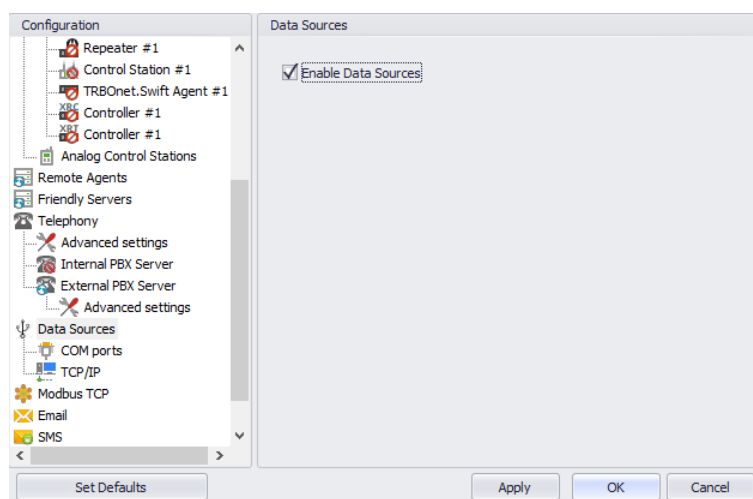 Configuration
Repeater #1
Control Station #1
TRBOnet.Swift Agent #1
XRC Controller #1
XRT Controller #1
Analog Control Stations
Remote Agents
Friendly Servers
Telephony
Advanced settings
Internal PBX Server
External PBX Server
Advanced settings
Data Sources
COM ports
TCP/IP
Modbus TCP
Email
SMS
Set Defaults
Data Sources
Enable Data Sources
Apply
OK
Cancel